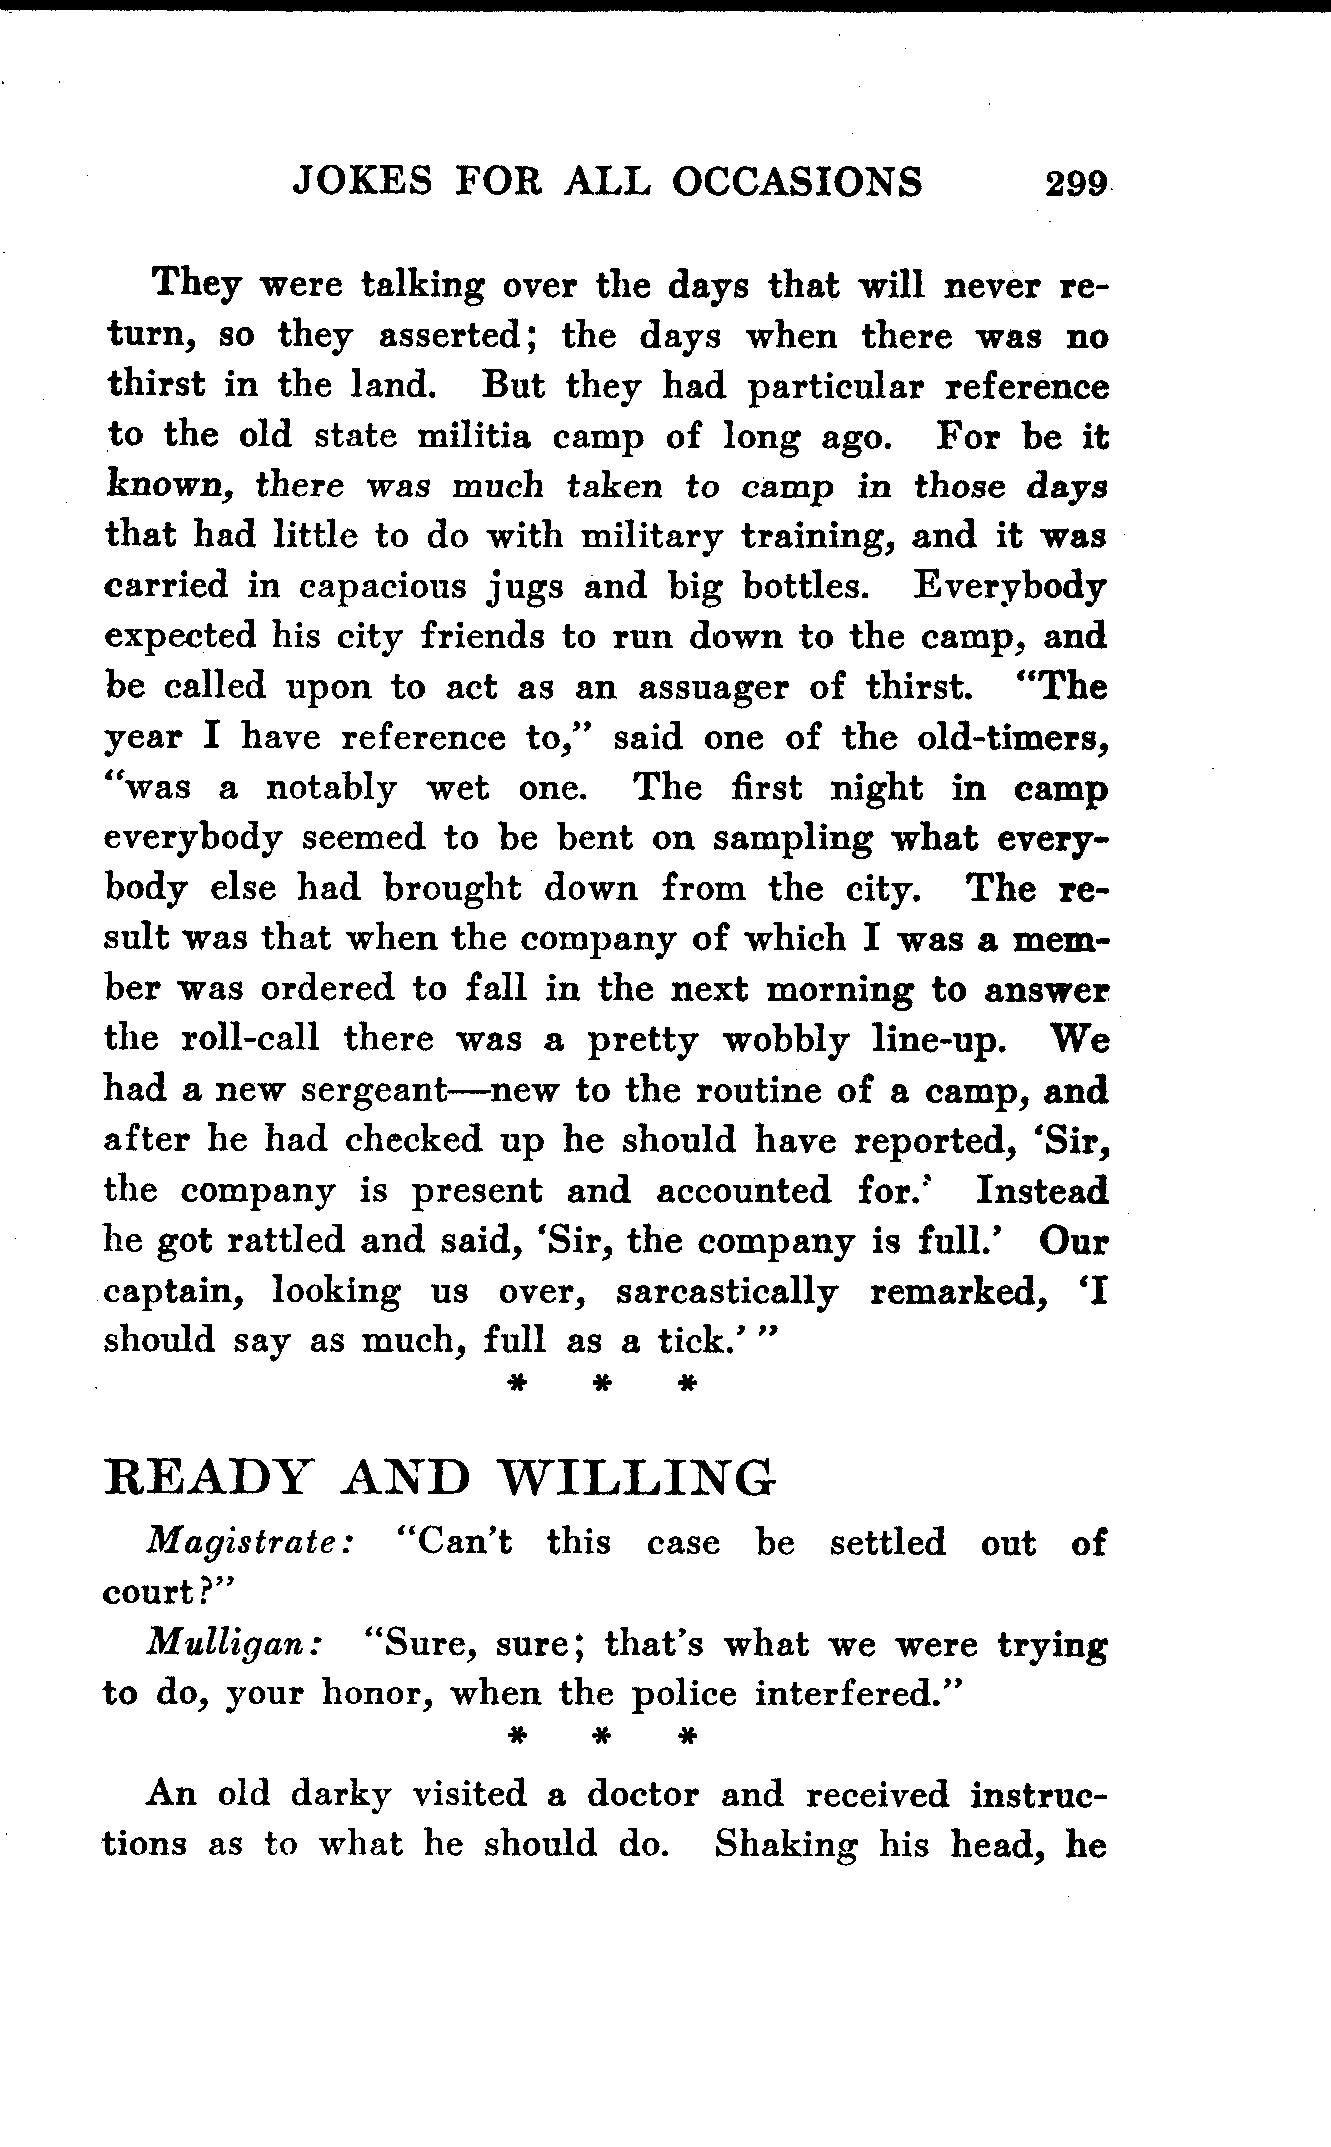 JOKES FOR ALL OCCASIONS 299
They were talking over the days that will never re-
turn, so they asserted; the days when there was no
thirst in the land. But they had particular reference
to the old state militia camp of long ago. For be it
known, there was much taken to camp in those days
that had little to do with military training, and it was
carried in capacious jugs and big bottles. Everybody
expected his city friends to run down to the camp, and
be called upon to act as an assuager of thirst. “The
year I have reference to,” said one of the old-timers,
“was a notably wet one. The first night in camp
everybody seemed to be bent on sampling what every-
body else had brought down from the city. The re-
sult was that when the company of which I was a mem-
ber was ordered to fall in the next morning to answer
the roll-call there was a pretty wobbly line-up. We
had a new sergeant—new to the routine of a camp, and
after he had checked up he should have reported, ‘Sir,
the company is present and accounted for.’ Instead
he got rattled and said, ‘Sir, the company is full.’ Our
captain, looking us over, sarcastically remarked, ‘I
should say as much, full as a tick.’ ”
* * *
READY AND WILLING
Magistrate: “Can’t this case be settled out of
court?”
Mulligan: “Sure, sure; that’s what we were trying
to do, your honor, when the police interfered.”
* * *
An old darky visited a doctor and received instruc-
tions as to what he should do. Shaking his head, he